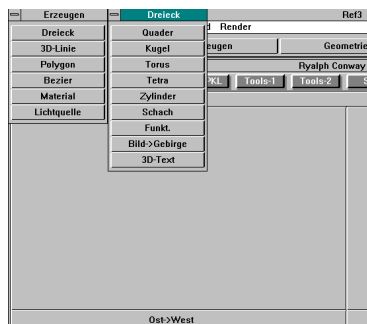 Erzeugen
Dreieck
3D-Linie
Polygon
Bezier
Material
Lichtquelle
Dreieck
Quader
Kugel
Torus
Tetra
Zylinder
Schach
Funkt.
Bild->Gebirge
3D-Text
Ref3
Render
eugen
Geometrie
Ryalph Conway
PKL
Tools-1
Tools-2
S
Ost->West